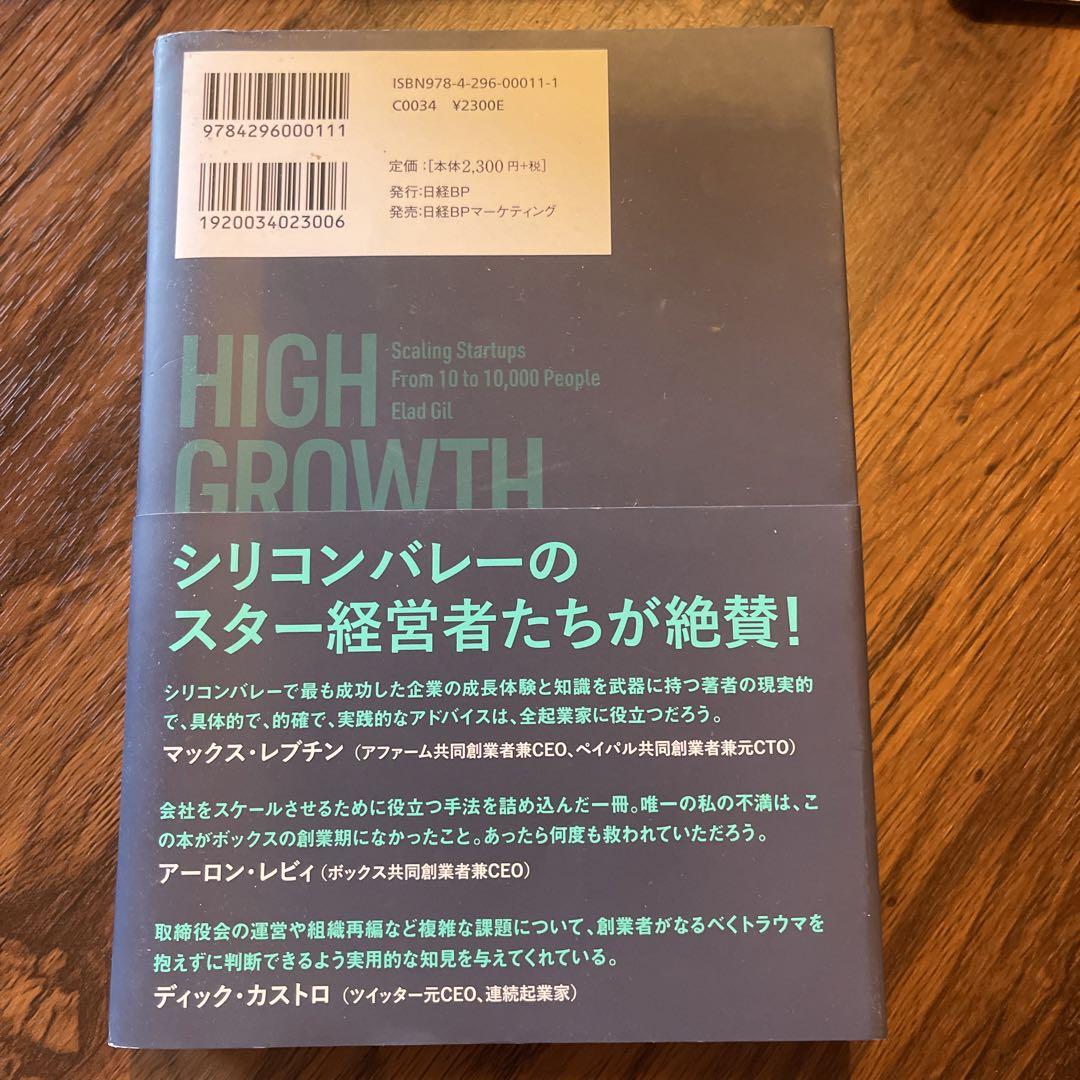 ISBN978-4-296-00011-1
C0034 ¥2300E
9784296000111
定価:[本体2,300円+税]
発行:日経BP
発売:日経BPマーケティング
1920034023006
HIGH
Scaling Startups
From 10 to 10,000 People
Elad Gil
GROWTH
シリコンバレーの
スター経営者たちが絶賛!
シリコンバレーで最も成功した企業の成長体験と知識を武器に持つ著者の現実的
で、具体的で、的確で、実践的なアドバイスは、全起業家に役立つだろう。
マックス・レブチン(アファーム共同創業者兼CEO、ペイパル共同創業者兼元CTO)
会社をスケールさせるために役立つ手法を詰め込んだ一冊。唯一の私の不満は、こ
の本がボックスの創業期になかったこと。あったら何度も救われていただろう。
アーロン・レビィ(ボックス共同創業者兼CEO)
取締役会の運営や組織再編など複雑な課題について、創業者がなるべくトラウマを
抱えずに判断できるよう実用的な知見を与えてくれている。
ディック・カストロ(ツイッター元CEO、連続起業家)